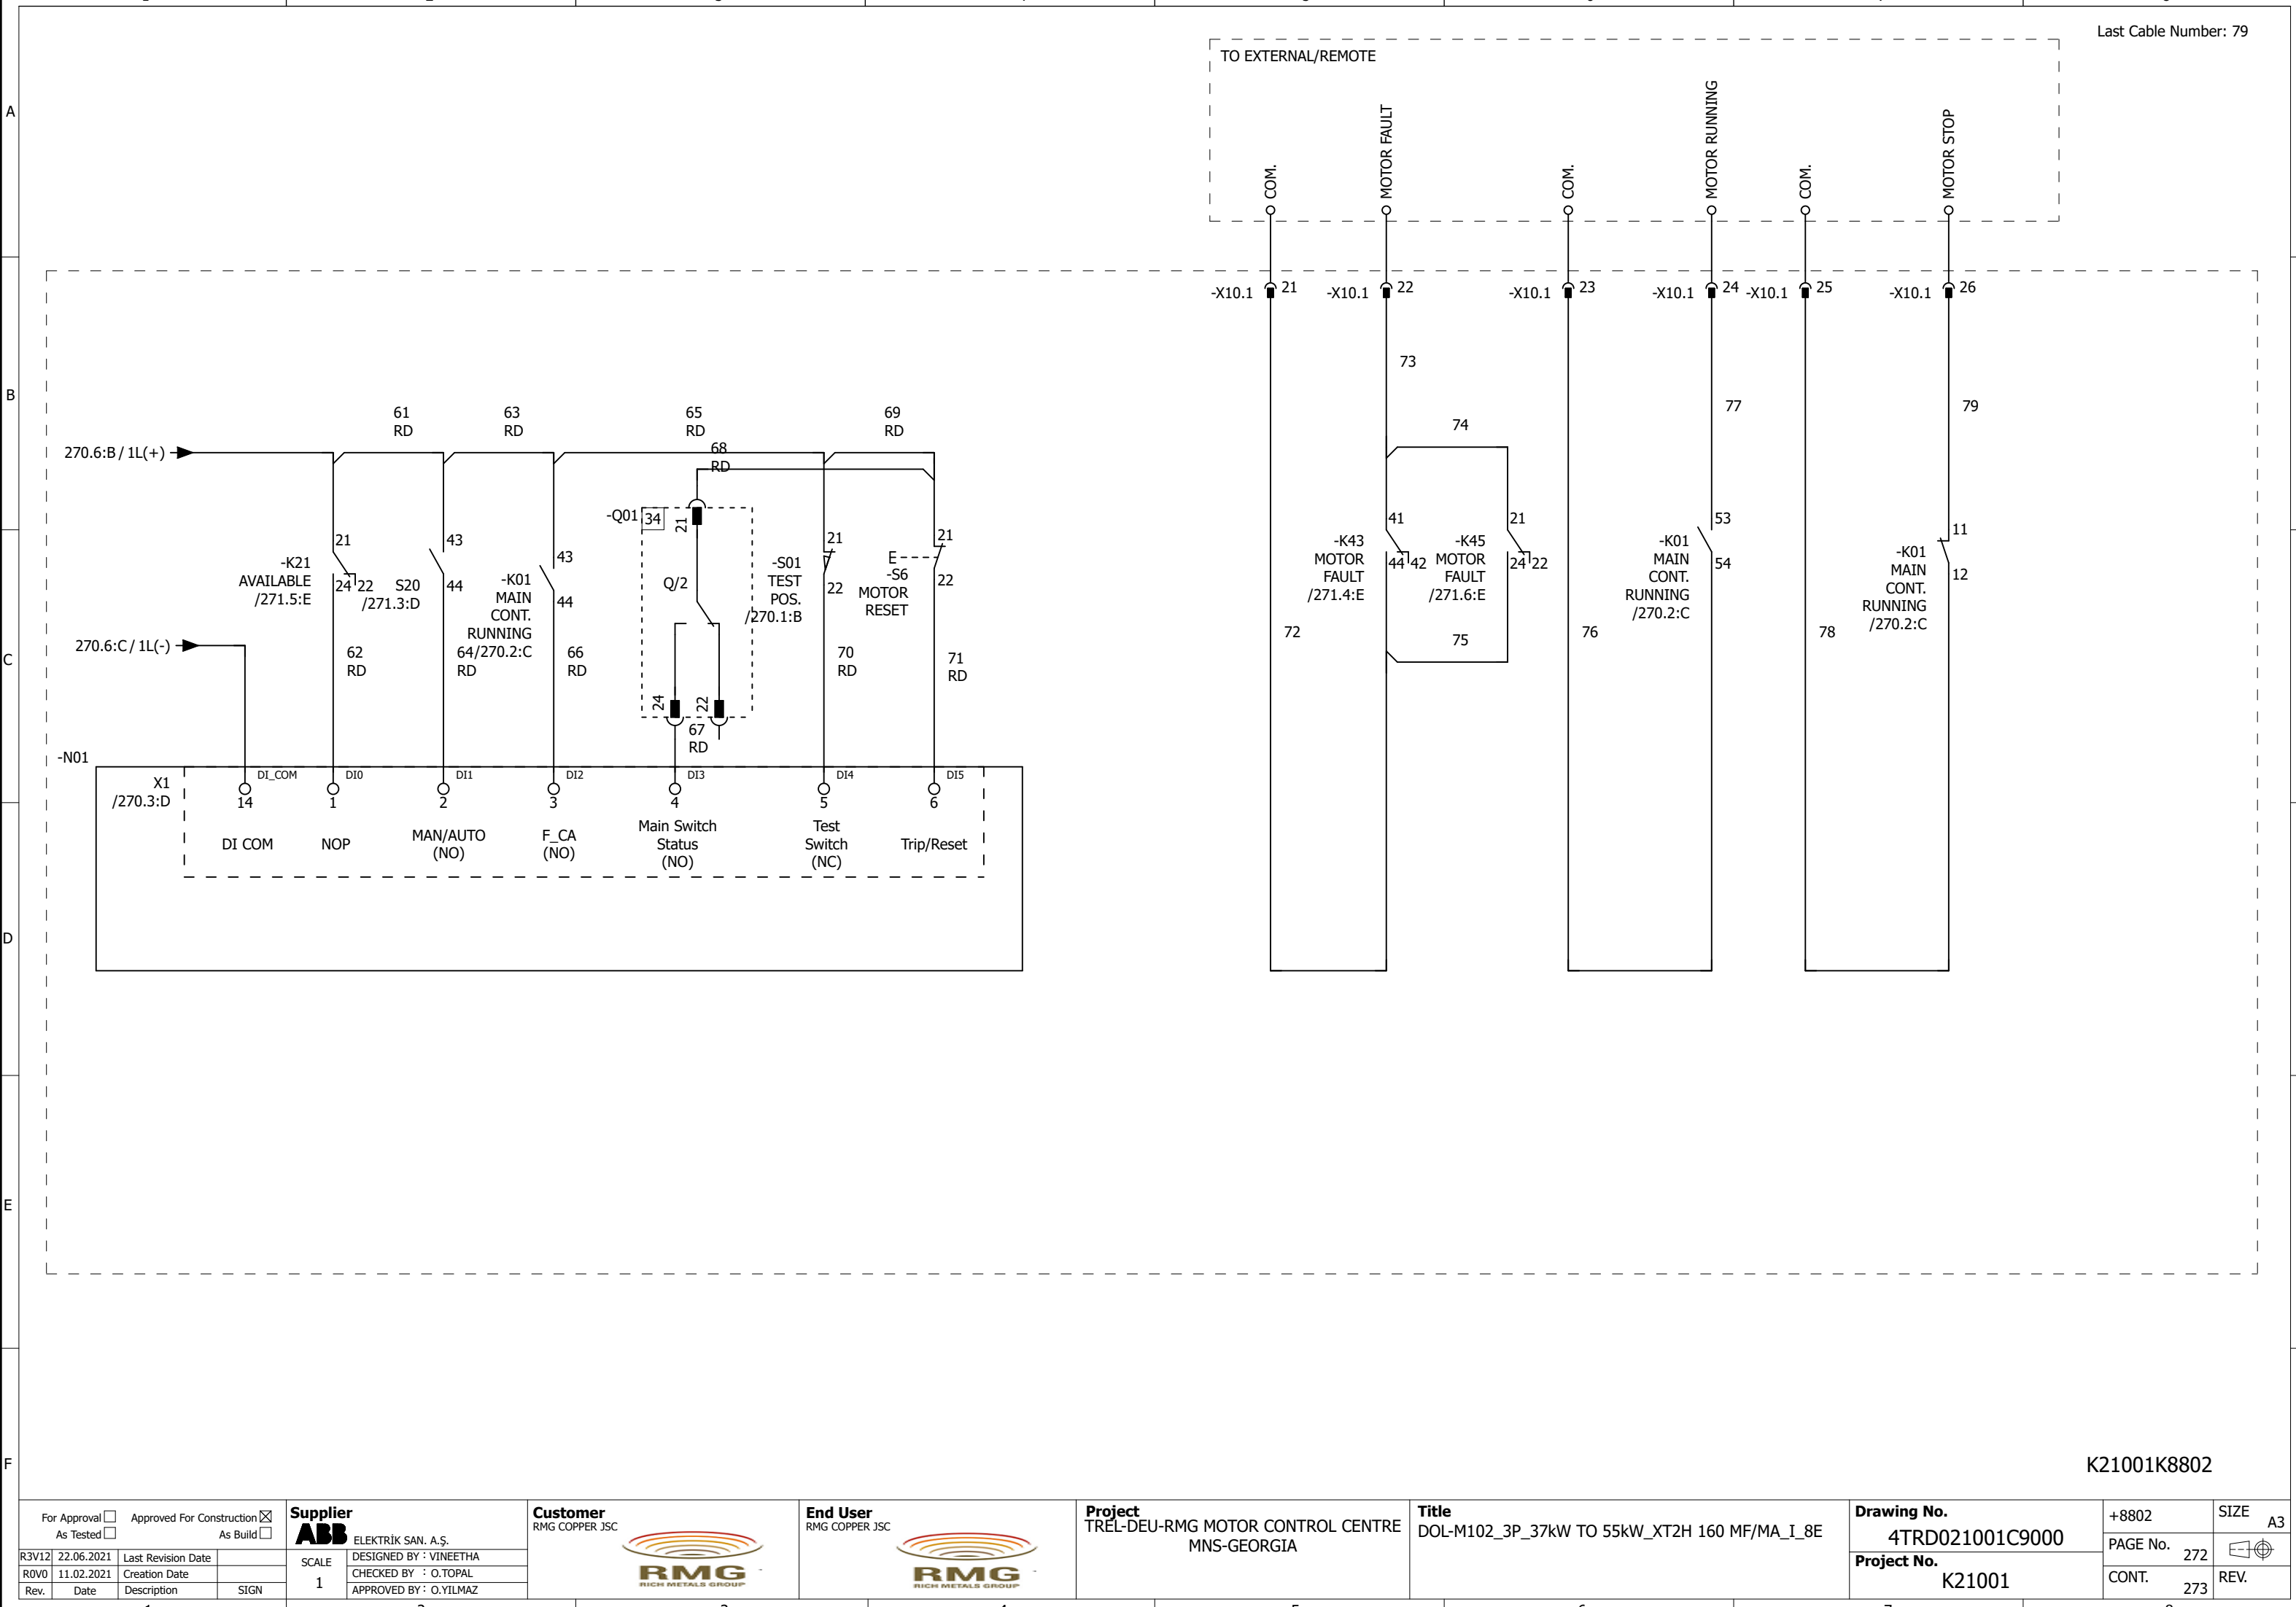 Last Cable Number: 79
TO EXTERNAL/REMOTE
COM.
MOTOR FAULT
COM.
MOTOR RUNNING
COM.
MOTOR STOP
A
-X10.1 21
-X10.1 22
-X10.1 23
-X10.1 24
-X10.1 25
-X10.1 26
B
73
77
79
74
61
RD
63
RD
65
RD
68
RD
69
RD
270.6:B / 1L(+)
-Q01 34
21
Q/2
24
22
67
RD
21
-K21
AVAILABLE
/271.5:E
24 22
62
RD
43
S20
/271.3:D
44
64
RD
43
-K01
MAIN
CONT.
RUNNING
/270.2:C
44
66
RD
21
-S01
TEST
POS.
/270.1:B
22
70
RD
21
E
-S6
MOTOR
RESET
22
71
RD
41
-K43
MOTOR
FAULT
/271.4:E
44 42
21
-K45
MOTOR
FAULT
/271.6:E
24 22
53
-K01
MAIN
CONT.
RUNNING
/270.2:C
54
11
-K01
MAIN
CONT.
RUNNING
/270.2:C
12
270.6:C / 1L(-)
C
72
75
76
78
-N01
X1
/270.3:D
DI_COM
DI0
DI1
DI2
DI3
DI4
DI5
14
1
2
3
4
5
6
DI COM
NOP
MAN/AUTO
(NO)
F_CA
(NO)
Main Switch
Status
(NO)
Test
Switch
(NC)
Trip/Reset
D
E
F
K21001K8802
For Approval
Approved For Construction
As Tested
As Build
R3V12 22.06.2021 Last Revision Date
R0V0 11.02.2021 Creation Date
Rev. Date Description SIGN
Supplier
ABB ELEKTRİK SAN. A.Ş.
SCALE
1
DESIGNED BY : VINEETHA
CHECKED BY : O.TOPAL
APPROVED BY : O.YILMAZ
Customer
RMG COPPER JSC
RMG
RICH METALS GROUP
End User
RMG COPPER JSC
RMG
RICH METALS GROUP
Project
TREL-DEU-RMG MOTOR CONTROL CENTRE
MNS-GEORGIA
Title
DOL-M102_3P_37kW TO 55kW_XT2H 160 MF/MA_I_8E
Drawing No.
4TRD021001C9000
Project No.
K21001
+8802
PAGE No. 272
CONT. 273
SIZE A3
REV.